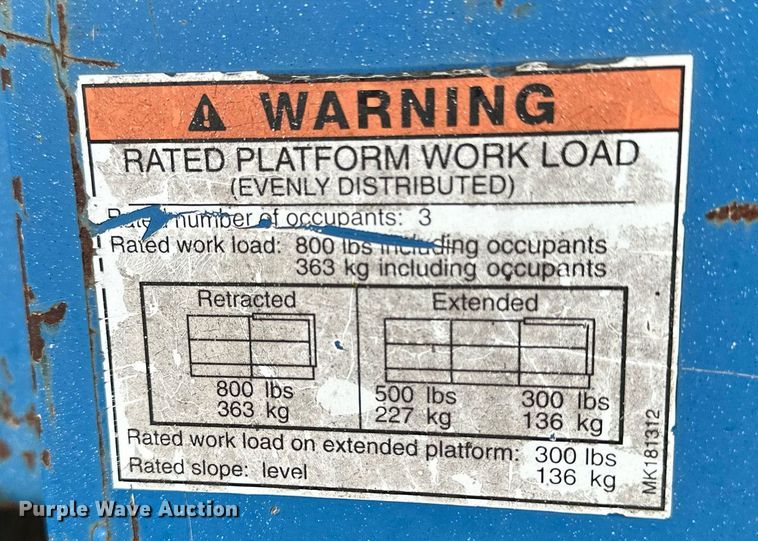 WARNING
RATED PLATFORM WORK LOAD
(EVENLY DISTRIBUTED)
Rated number of occupants: 3
Rated work load: 800 lbs including occupants
363 kg including occupants
Retracted
800 lbs
363 kg
Extended
500 lbs 300 lbs
227 kg 136 kg
Rated work load on extended platform: 300 lbs
136 kg
Rated slope: level
MK181312
Purple Wave Auction